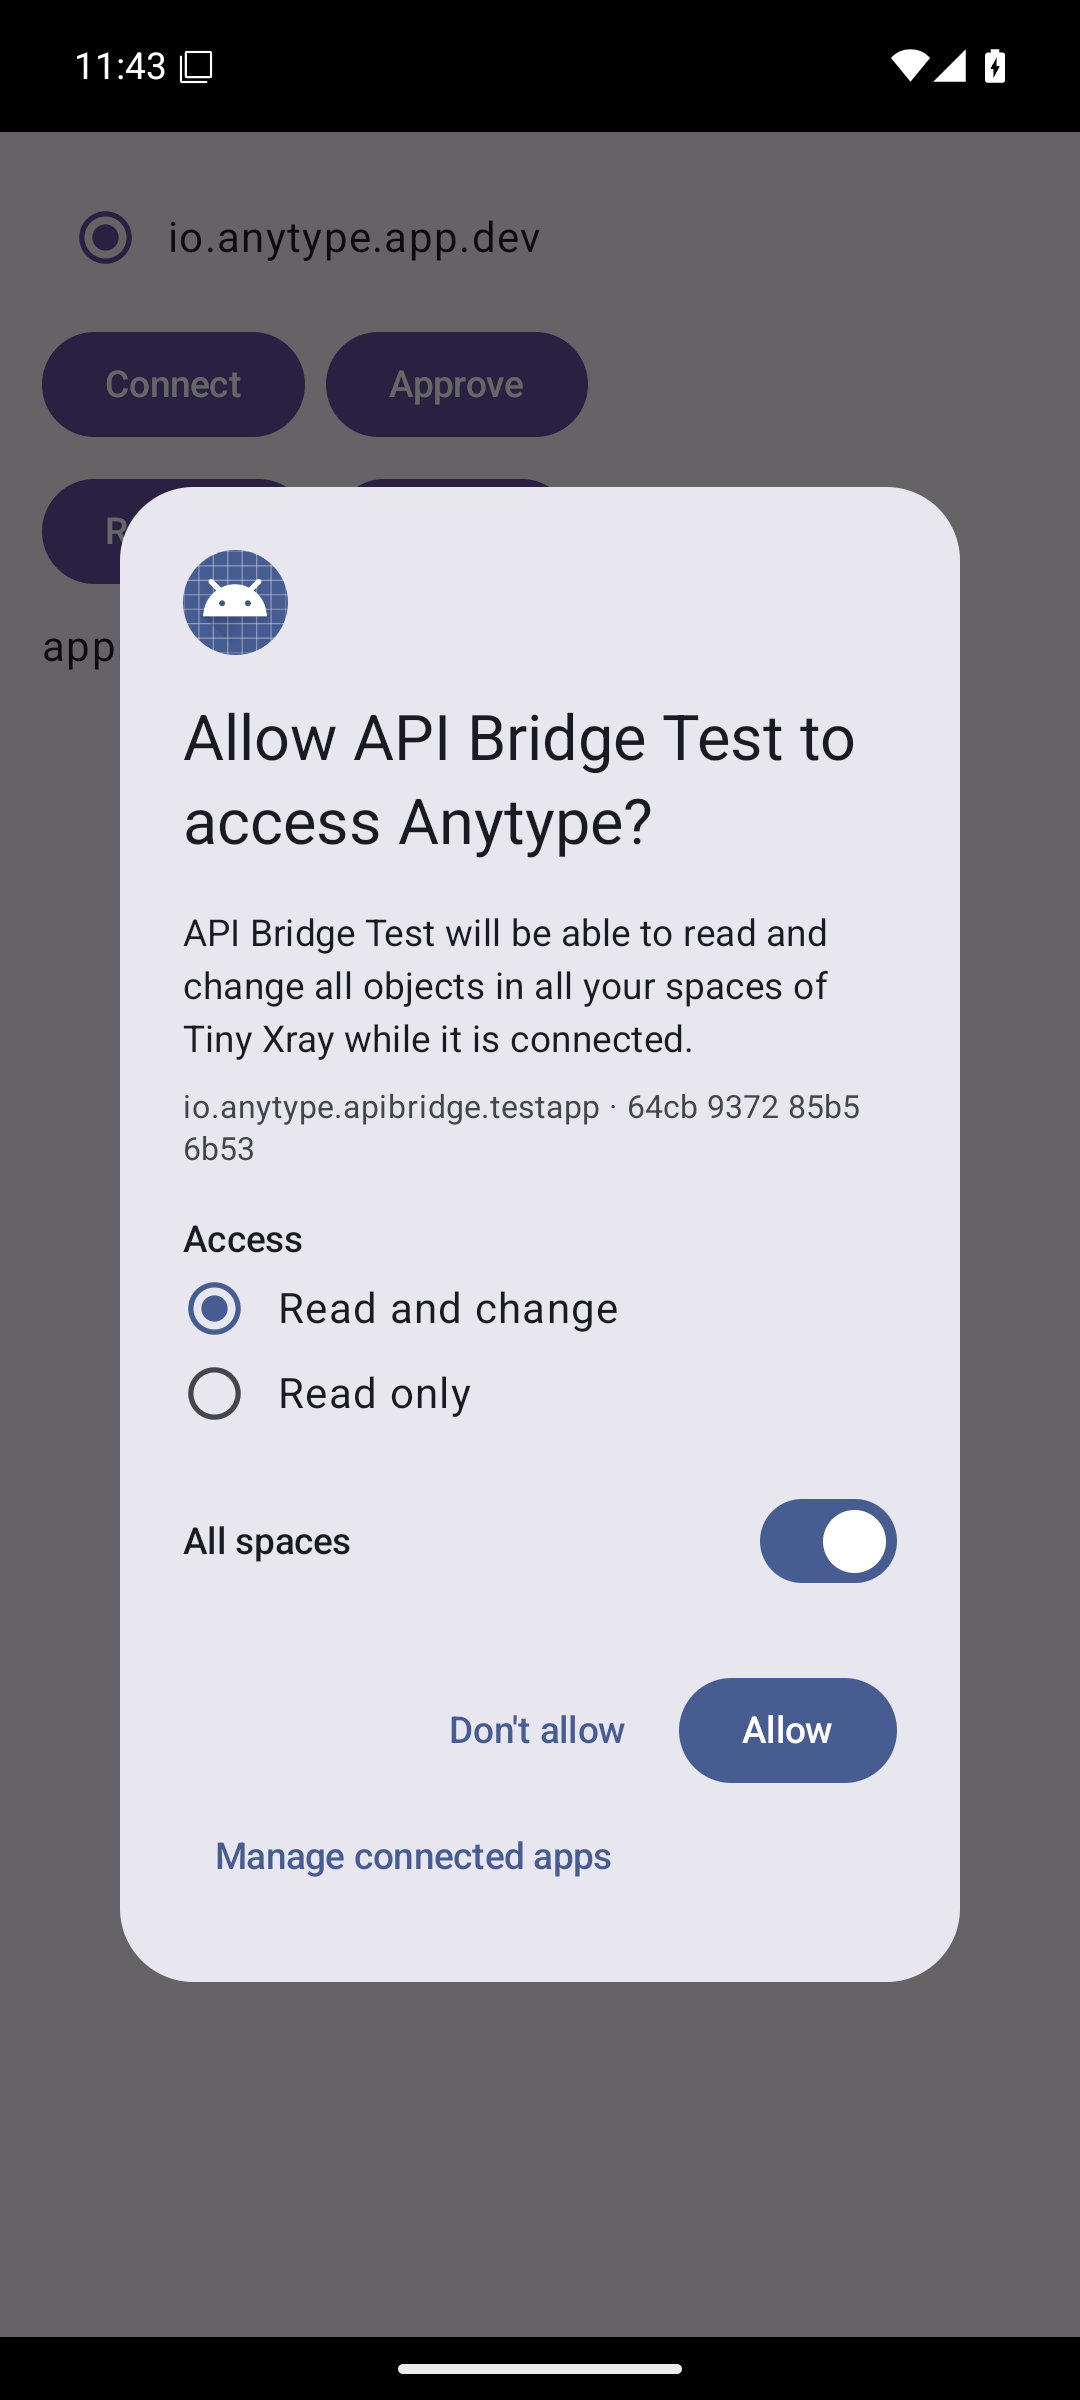 11:43
io.anytype.app.dev
Connect
Approve
Allow API Bridge Test to
access Anytype?
API Bridge Test will be able to read and
change all objects in all your spaces of
Tiny Xray while it is connected.
io.anytype.apibridge.testapp · 64cb 9372 85b5
6b53
Access
Read and change
Read only
All spaces
Don't allow
Allow
Manage connected apps